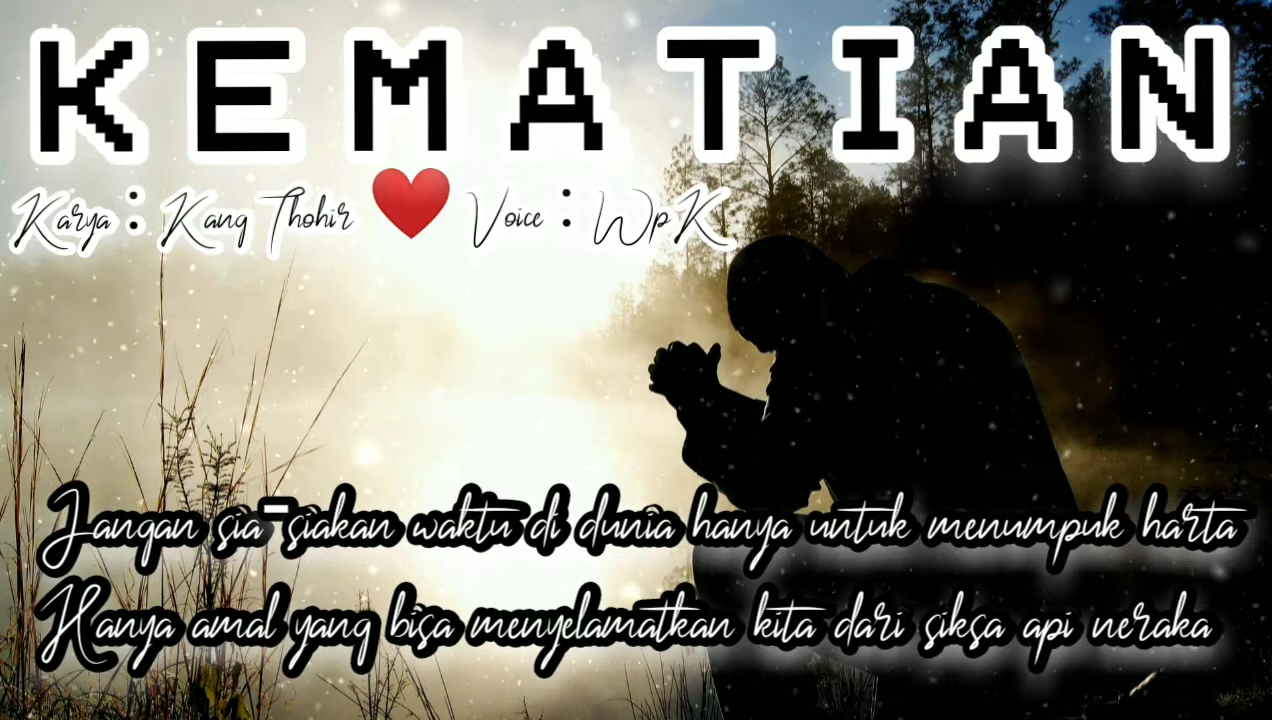 KEMATIAN
Karya : Kang Thohir ❤️ Voice : WpK
Jangan sia-siakan waktu di dunia hanya untuk menumpuk harta
Hanya amal yang bisa menyelamatkan kita dari siksa api neraka